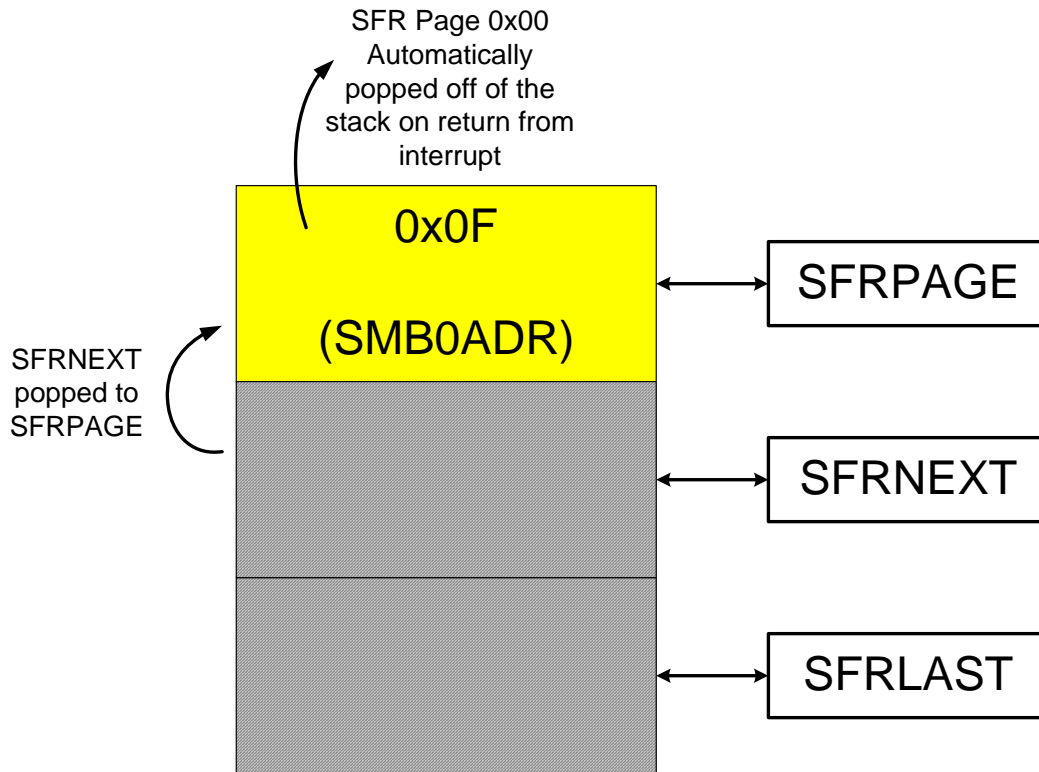 SFR Page 0x00
Automatically
popped off of the
stack on return from
interrupt
0x0F
(SMB0ADR)
SFRPAGE
SFRNEXT
popped to
SFRPAGE
SFRNEXT
SFRLAST